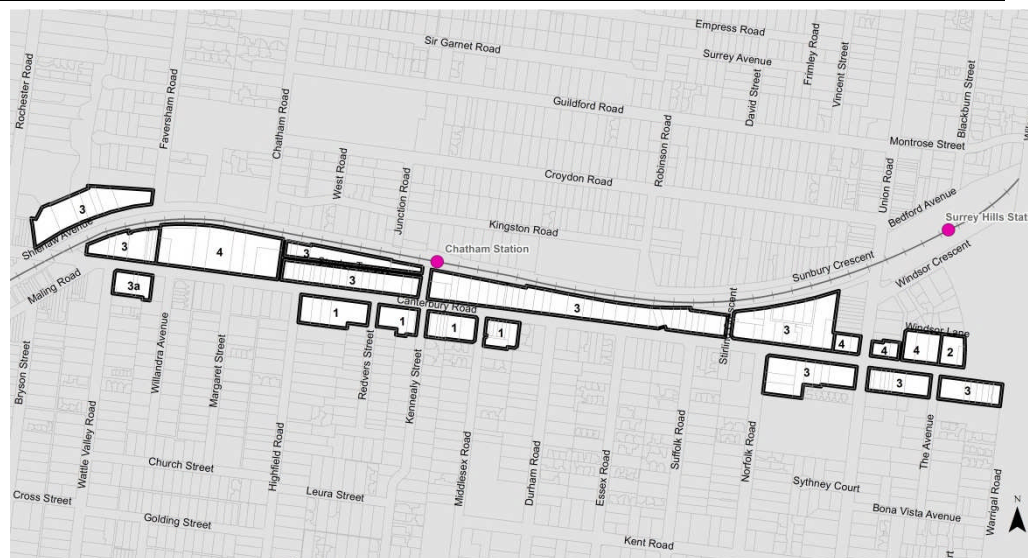 Empress Road
Sir Garnet Road
Surrey Avenue
Frimley Road
Vincent Street
Blackburn Street
Rochester Road
Faversham Road
Chatham Road
David Street
Guildford Road
Montrose Street
West Road
Junction Road
Robinson Road
Croydon Road
Union Road
Bedford Avenue
Kingston Road
Surrey Hills Stat
Chatham Station
Sunbury Crescent
Windsor Crescent
3
3
4
3
3
3
3
Maling Road
3a
Canterbury Road
1
1
1
1
Windsor Lane
4
4
4
2
3
3
3
Bryson Street
Wattle Valley Road
Willandra Avenue
Margaret Street
Highfield Road
Redvers Street
Kennealy Street
Middlesex Road
Durham Road
Essex Road
Suffolk Road
Norfolk Road
The Avenue
Warrigal Road
Church Street
Cross Street
Leura Street
Golding Street
Kent Road
Sythney Court
Bona Vista Avenue
Z